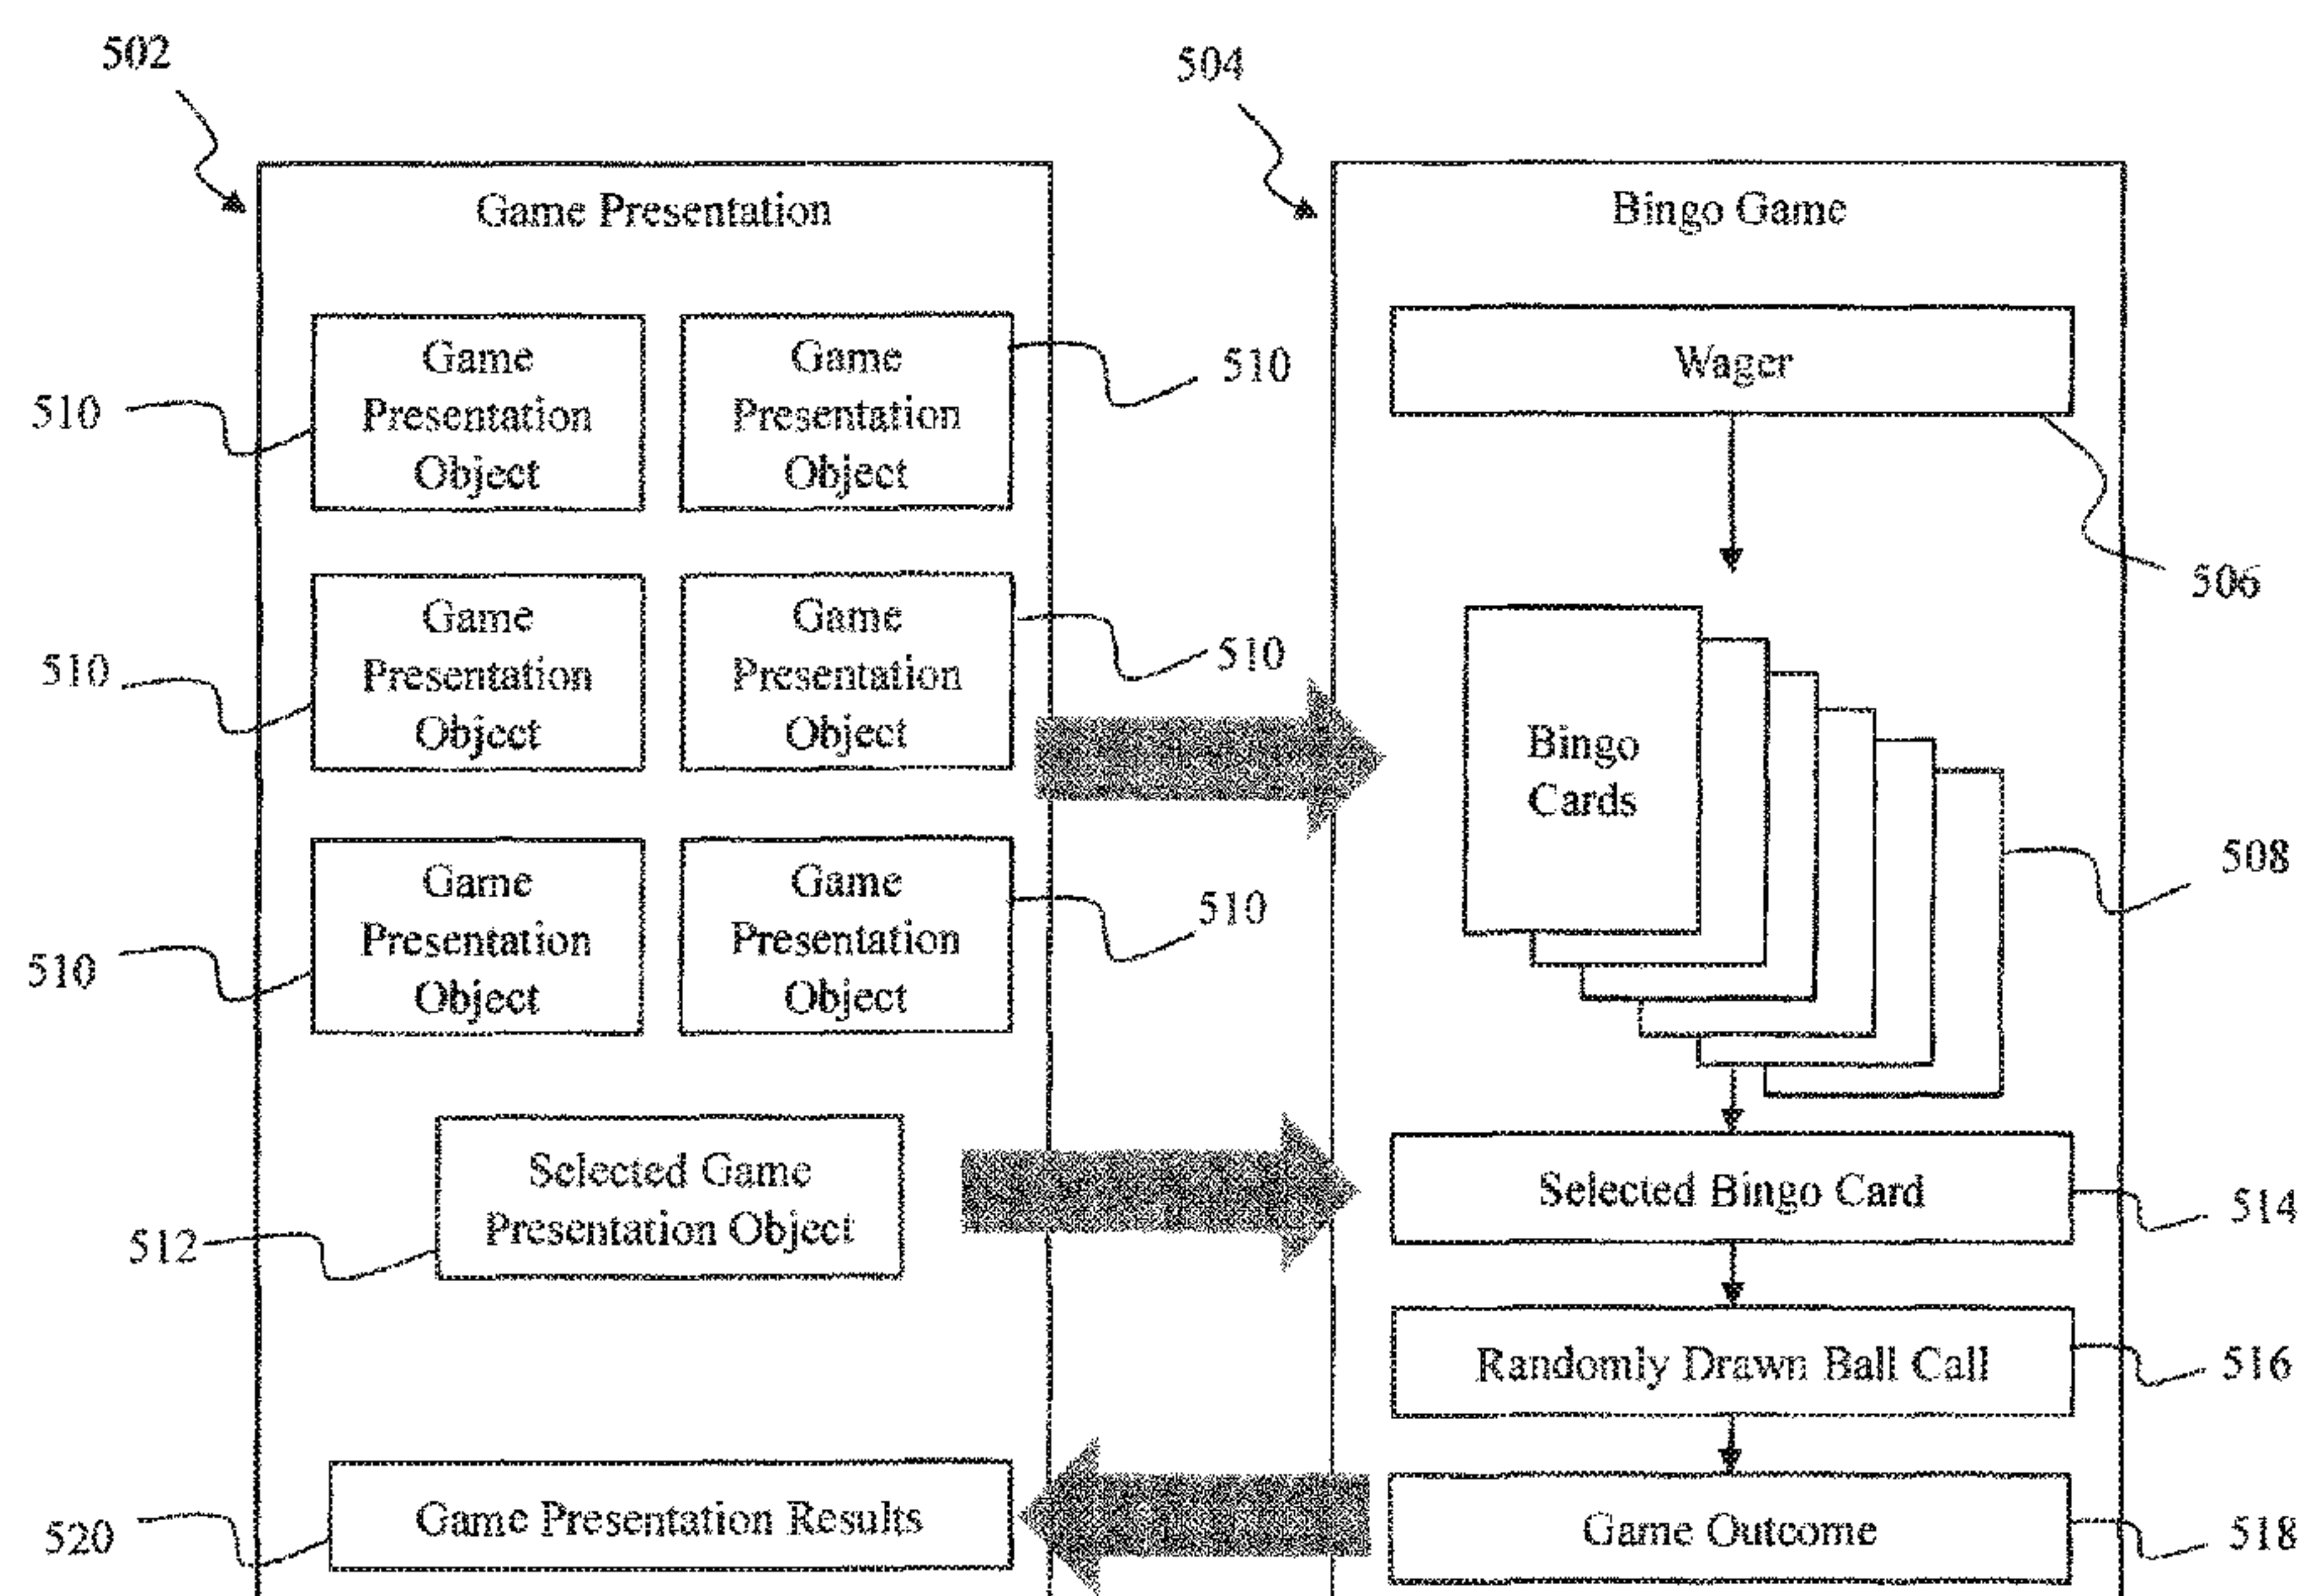 502
504
Game Presentation
Bingo Game
Game
Presentation
Object
510
Game
Presentation
Object
510
Wager
506
Game
Presentation
Object
510
Game
Presentation
Object
510
Bingo
Cards
508
Game
Presentation
Object
510
Game
Presentation
Object
510
Selected Game
Presentation Object
512
Selected Bingo Card
514
Randomly Drawn Ball Call
516
Game Presentation Results
520
Game Outcome
518